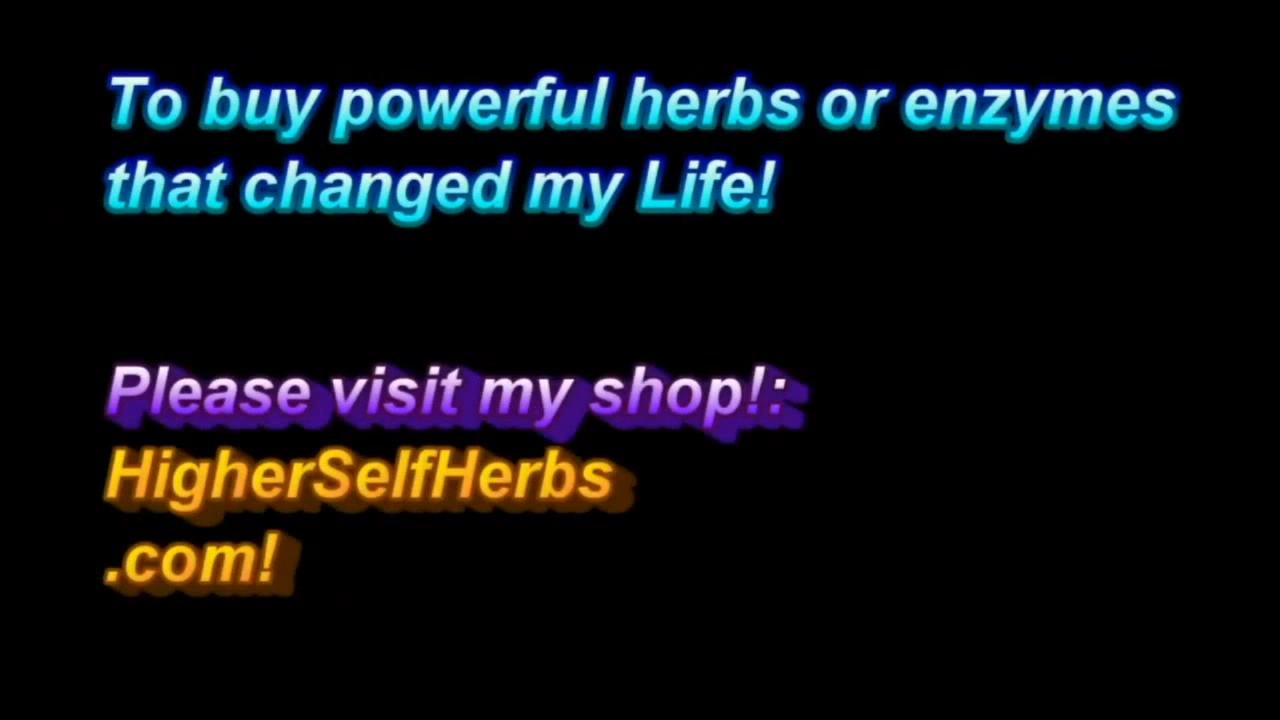 To buy powerful herbs or enzymes
that changed my Life!
Please visit my shop!:
HigherSelfHerbs
.com!